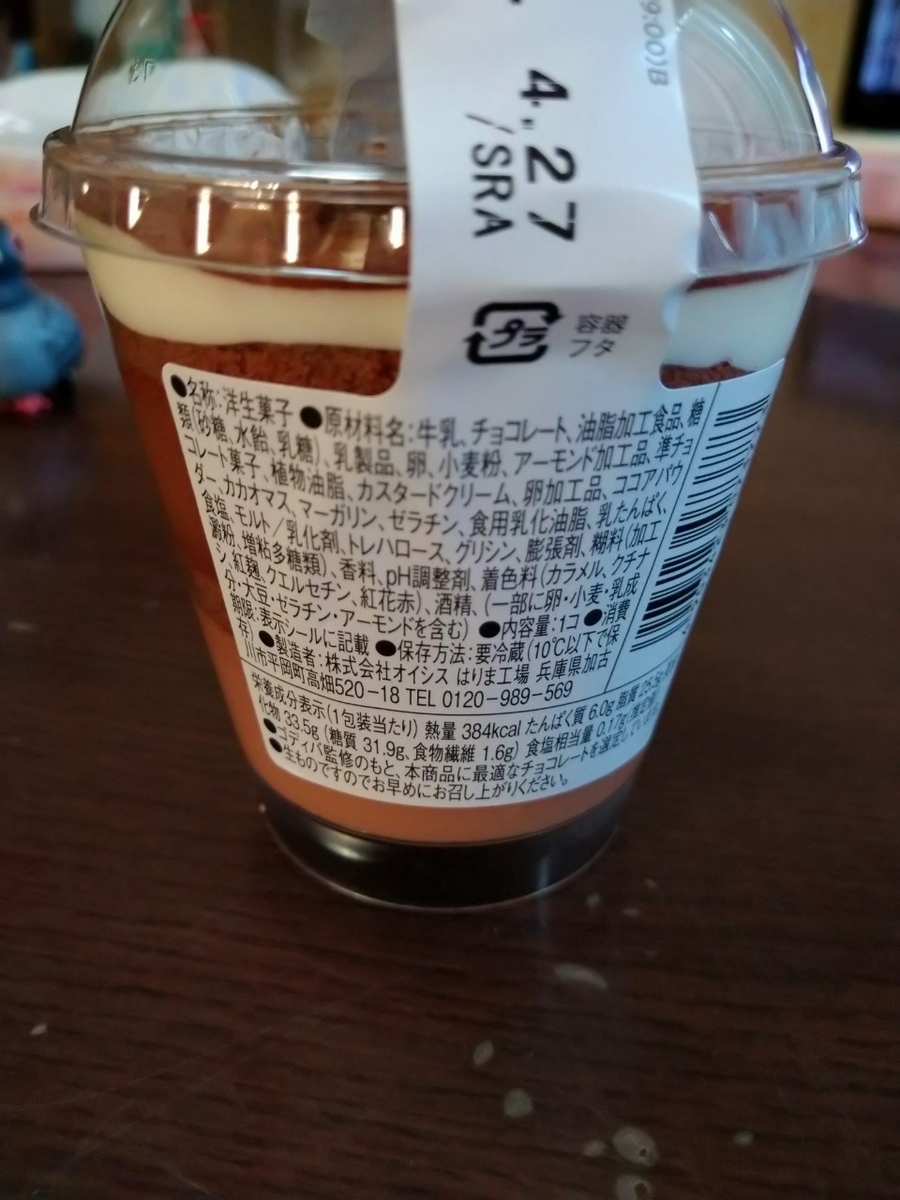 9:00)B
4. 27
/SRA
プラ
容器
フタ
●名称:洋生菓子 ●原材料名:牛乳、チョコレート、油脂加工食品、糖
類(砂糖、水飴、乳糖)、乳製品、卵、小麦粉、アーモンド加工品、準チョ
コレート菓子、植物油脂、カスタードクリーム、卵加工品、ココアパウ
ダー、カカオマス、マーガリン、ゼラチン、食用乳化油脂、乳たんぱく、
食塩、モルト/乳化剤、トレハロース、グリシン、膨張剤、糊料(加工
澱粉、増粘多糖類)、香料、pH調整剤、着色料(カラメル、クチナ
シ、紅麹、クエルセチン、紅花赤)、酒精、(一部に卵・小麦・乳成
分・大豆・ゼラチン・アーモンドを含む) ●内容量:1コ ●消費
期限:表示シールに記載 ●保存方法:要冷蔵(10℃以下で保
存) ●製造者:株式会社オイシス はりま工場 兵庫県加古
川市平岡町高畑520-18 TEL 0120-989-569
栄養成分表示(1包装当たり) 熱量 384kcal たんぱく質 6.0g 脂質
化物 33.5g (糖質 31.9g、食物繊維 1.6g) 食塩相当量 0.17g
●ゴディバ監修のもと、本商品に最適なチョコレートを選定してい
●生ものですのでお早めにお召し上がりください。